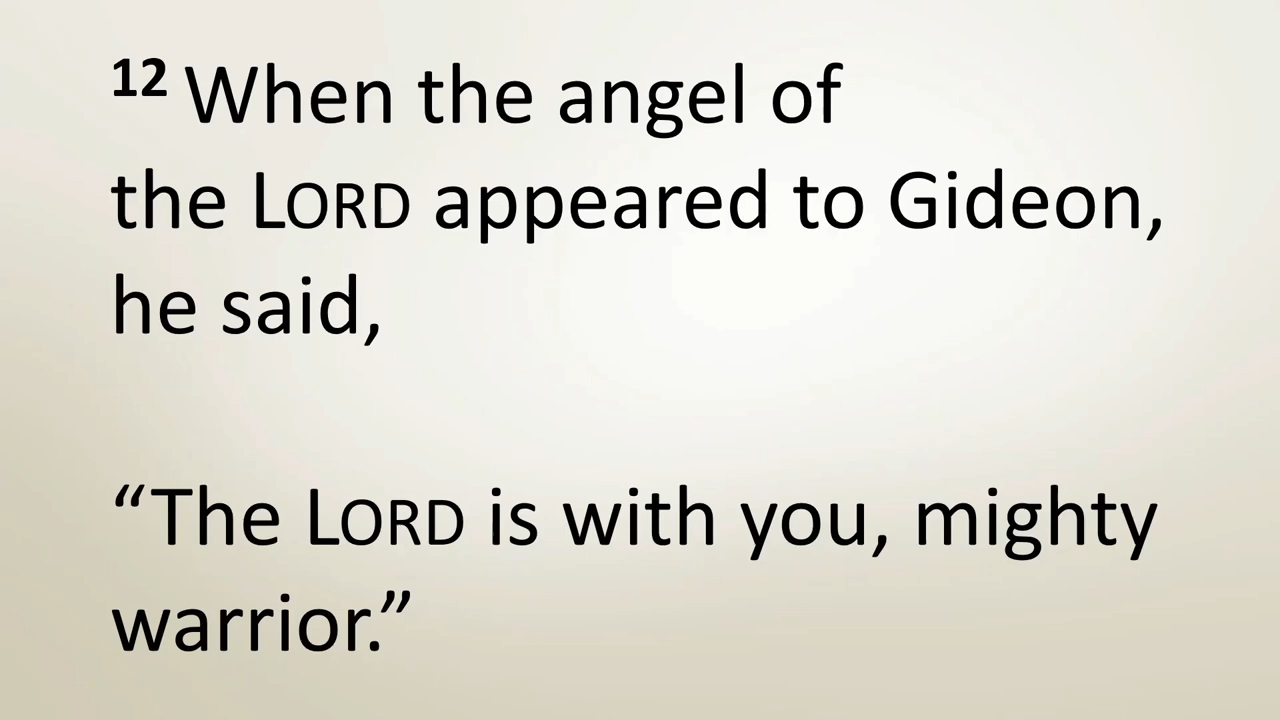 12 When the angel of
the LORD appeared to Gideon,
he said,
“The LORD is with you, mighty
warrior.”